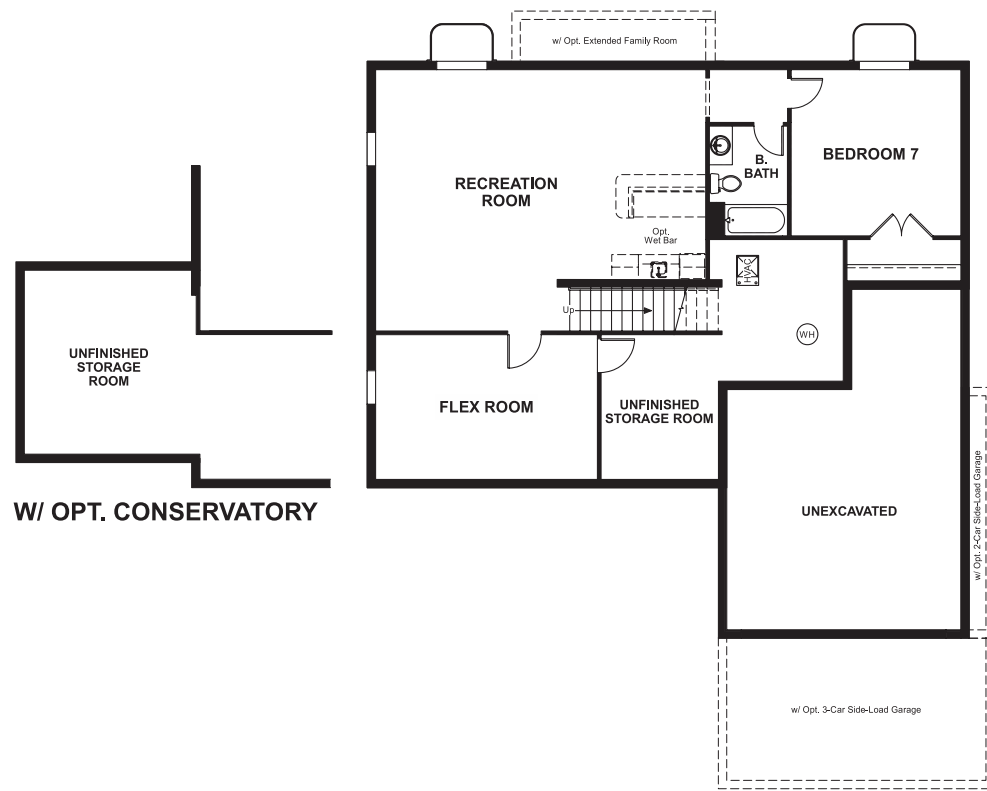 w/ Opt. Extended Family Room
BEDROOM 7
B.
BATH
RECREATION
ROOM
Opt.
Wet Bar
HVAC
Up
WH
UNFINISHED
STORAGE
ROOM
FLEX ROOM
UNFINISHED
STORAGE ROOM
W/ OPT. CONSERVATORY
UNEXCAVATED
w/ Opt. 2-Car Side-Load Garage
w/ Opt. 3-Car Side-Load Garage